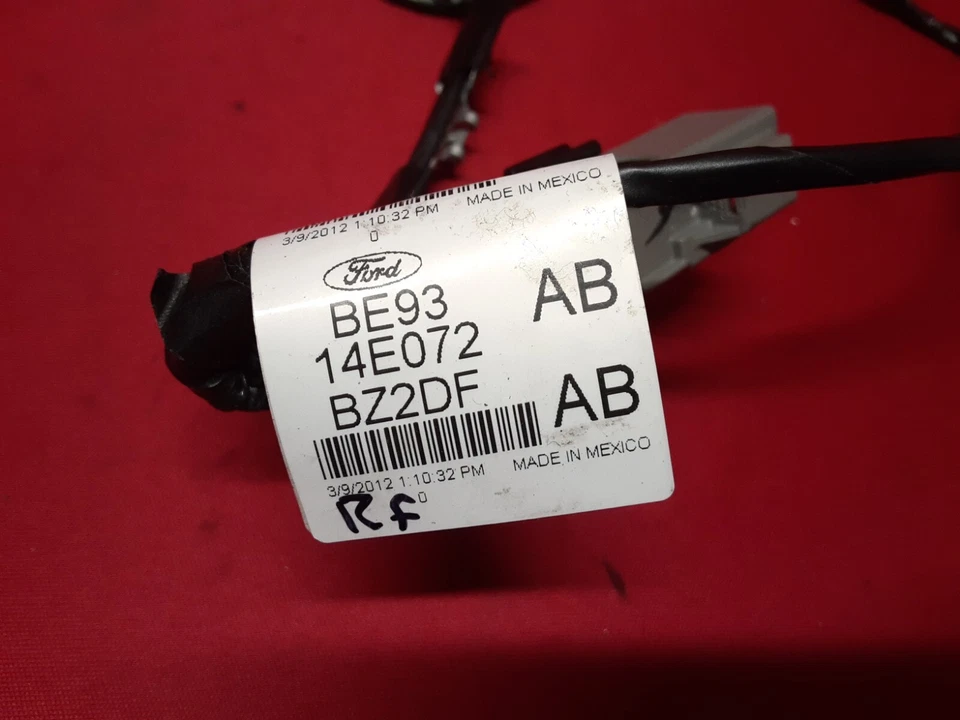 MADE IN MEXICO
3/9/2012 1:10:32 PM
0
Ford
BE93 AB
14E072
BZ2DF AB
3/9/2012 1:10:32 PM MADE IN MEXICO
0
Rf